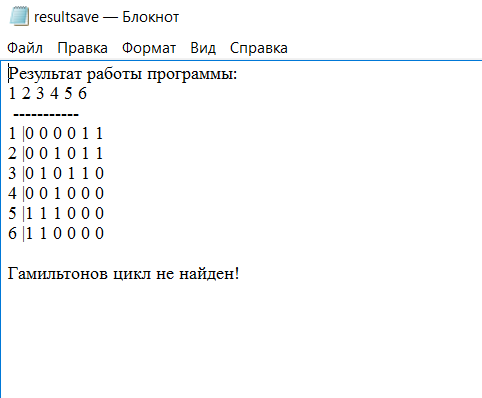 resultsave — Блокнот
Файл Правка Формат Вид Справка
Результат работы программы:
1 2 3 4 5 6
-----------
1 |0 0 0 0 1 1
2 |0 0 1 0 1 1
3 |0 1 0 1 1 0
4 |0 0 1 0 0 0
5 |1 1 1 0 0 0
6 |1 1 0 0 0 0
Гамильтонов цикл не найден!